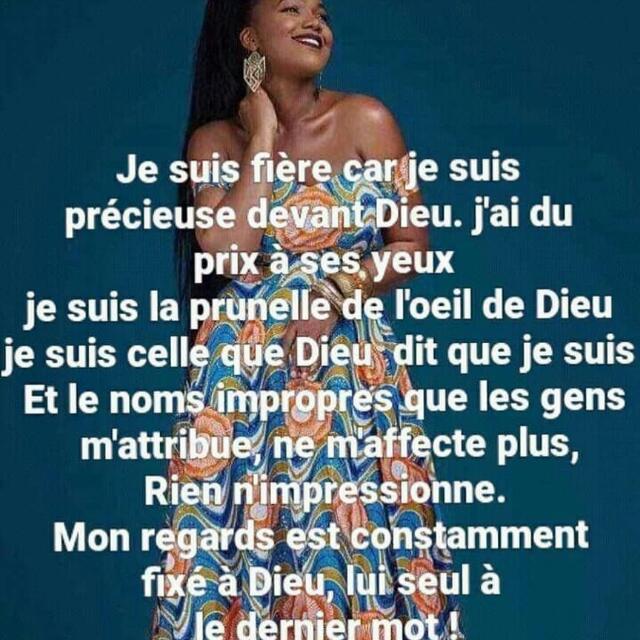 Je suis fière car je suis
précieuse devant Dieu. j'ai du
prix à ses yeux
je suis la prunelle de l'oeil de Dieu
je suis celle que Dieu dit que je suis
Et le noms impropres que les gens
m'attribue, ne m'affecte plus,
Rien n'impressionne.
Mon regards est constamment
fixé à Dieu, lui seul à
le dernier mot !